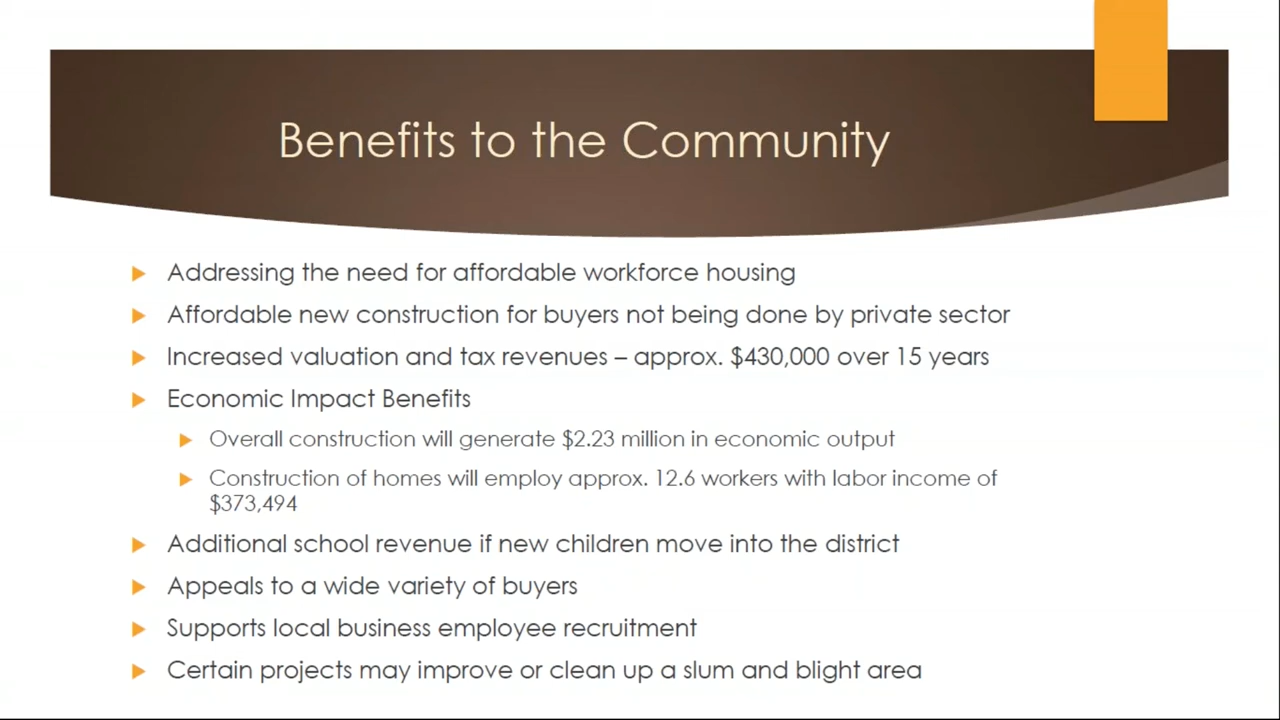 Benefits to the Community
Addressing the need for affordable workforce housing
Affordable new construction for buyers not being done by private sector
Increased valuation and tax revenues – approx. $430,000 over 15 years
Economic Impact Benefits
Overall construction will generate $2.23 million in economic output
Construction of homes will employ approx. 12.6 workers with labor income of
$373,494
Additional school revenue if new children move into the district
Appeals to a wide variety of buyers
Supports local business employee recruitment
Certain projects may improve or clean up a slum and blight area